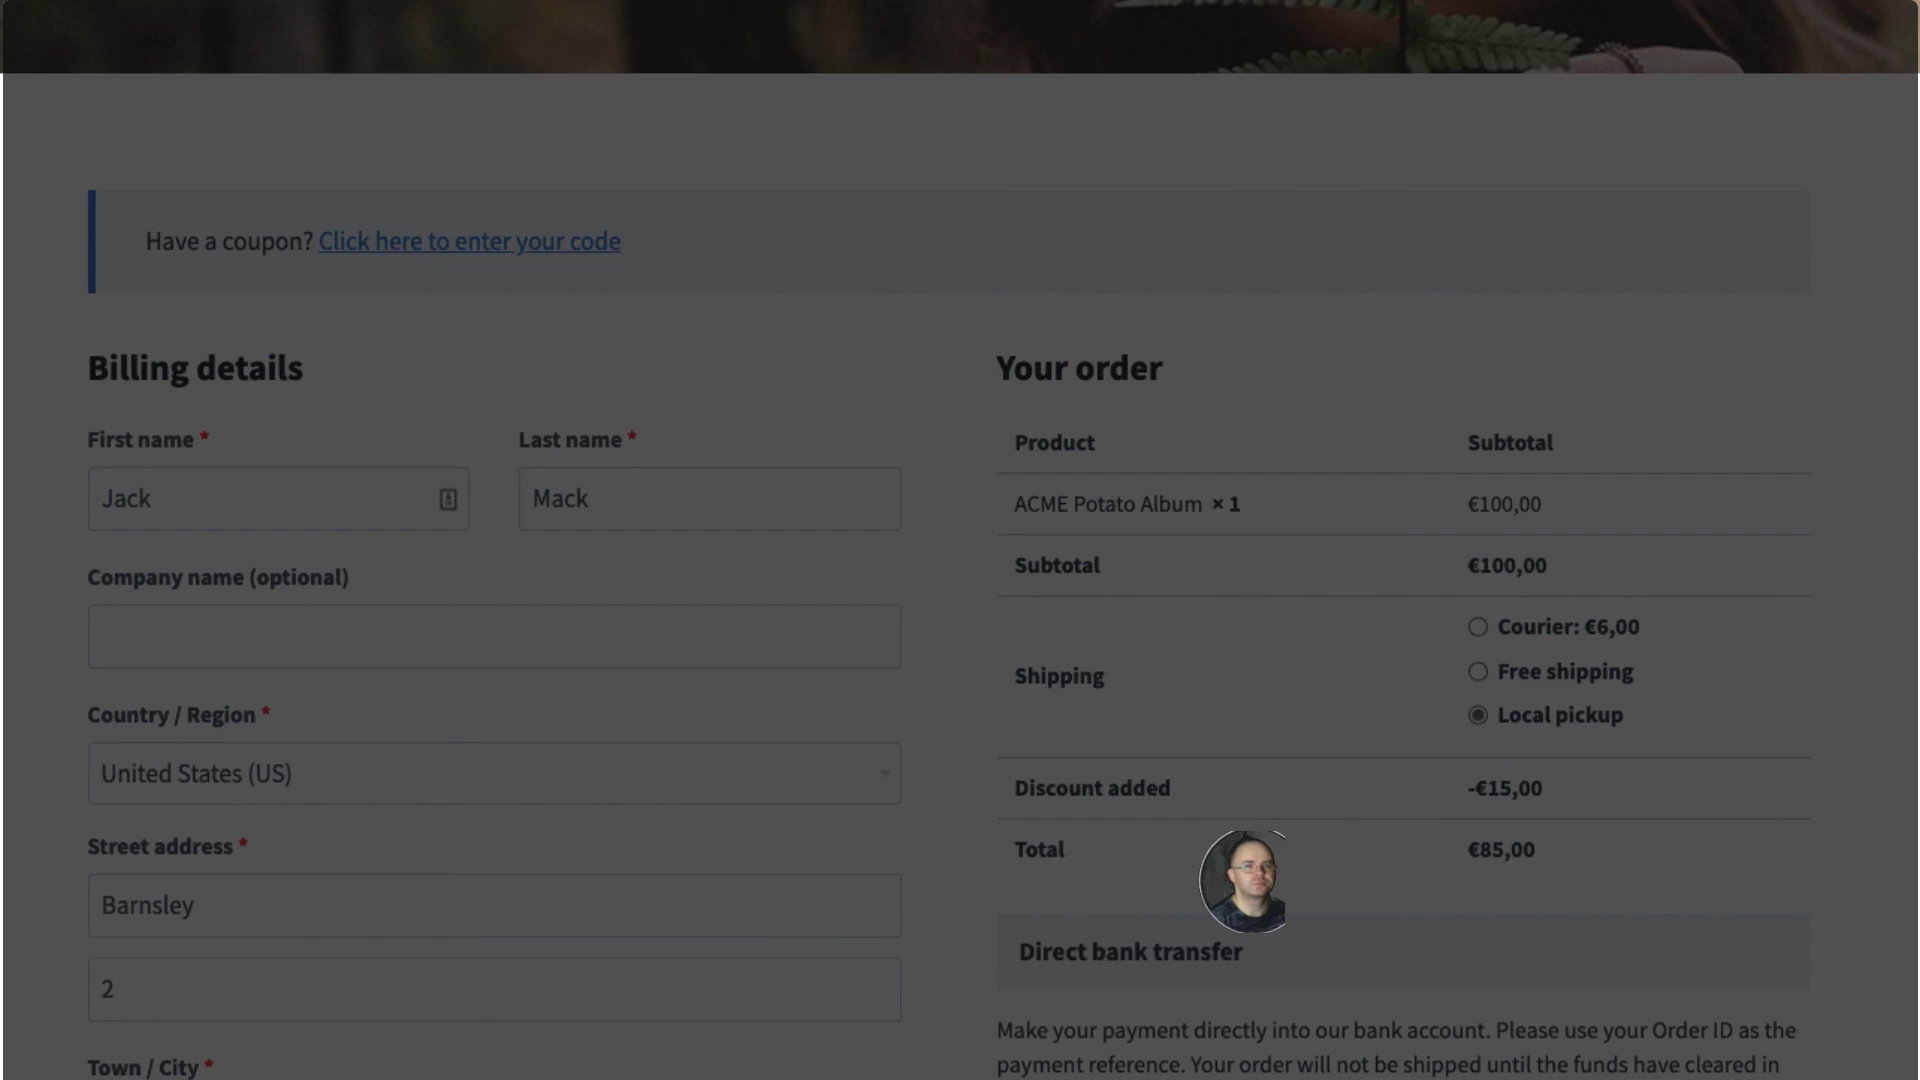 Have a coupon? Click here to enter your code
Billing details
First name *
Last name *
Jack
Mack
Company name (optional)
Country / Region *
United States (US)
Street address *
Barnsley
2
Town / City *
Your order
Product Subtotal
ACME Potato Album × 1 €100,00
Subtotal €100,00
Shipping
Courier: €6,00
Free shipping
Local pickup
Discount added -€15,00
Total €85,00
Direct bank transfer
Make your payment directly into our bank account. Please use your Order ID as the
payment reference. Your order will not be shipped until the funds have cleared in